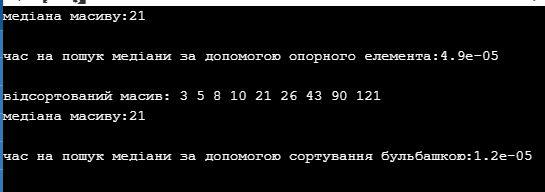 медіана масиву:21
час на пошук медіани за допомогою опорного елемента:4.9e-05
відсортований масив: 3 5 8 10 21 26 43 90 121
медіана масиву:21
час на пошук медіани за допомогою сортування бульбашкою:1.2e-05